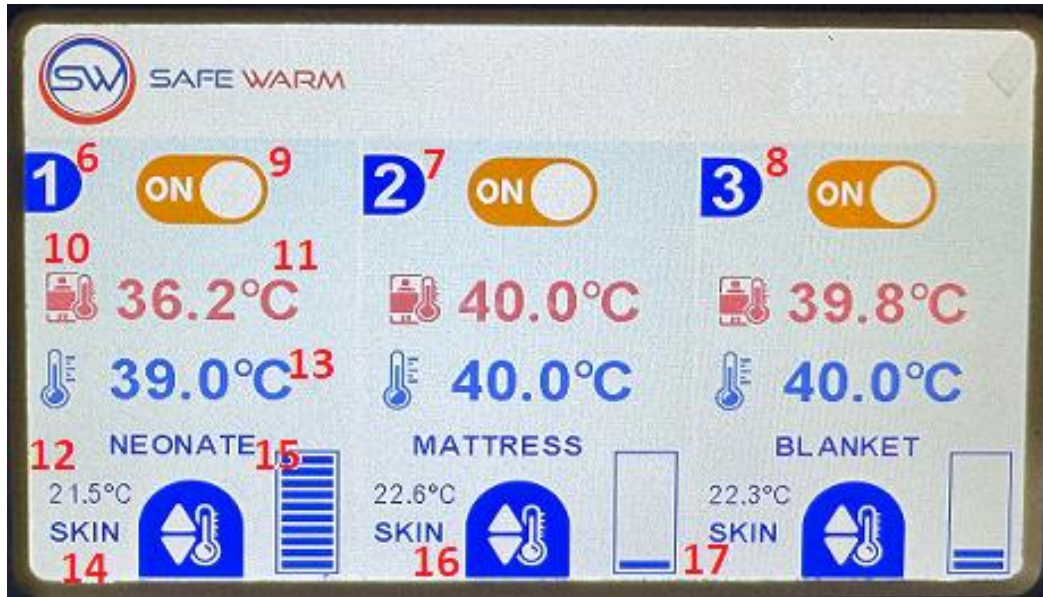 SW SAFE WARM
1 6 ON 9 2 7 ON 3 8 ON
10 11
36.2°C 40.0°C 39.8°C
39.0°C 13 40.0°C 40.0°C
12 NEONATE 15 MATTRESS BLANKET
21.5°C 22.6°C 22.3°C
SKIN SKIN SKIN
14 16 17